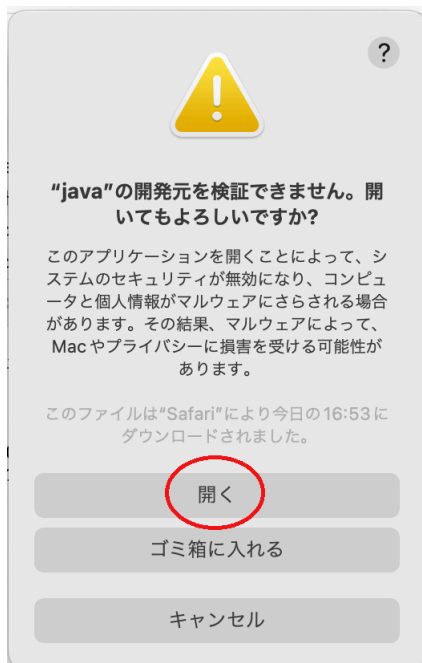 ?
“java”の開発元を検証できません。開
いてもよろしいですか?
このアプリケーションを開くことによって、シ
ステムのセキュリティが無効になり、コンピュ
ータと個人情報がマルウェアにさらされる場合
があります。その結果、マルウェアによって、
Macやプライバシーに損害を受ける可能性が
あります。
このファイルは“Safari”により今日の16:53に
ダウンロードされました。
開く
ゴミ箱に入れる
キャンセル